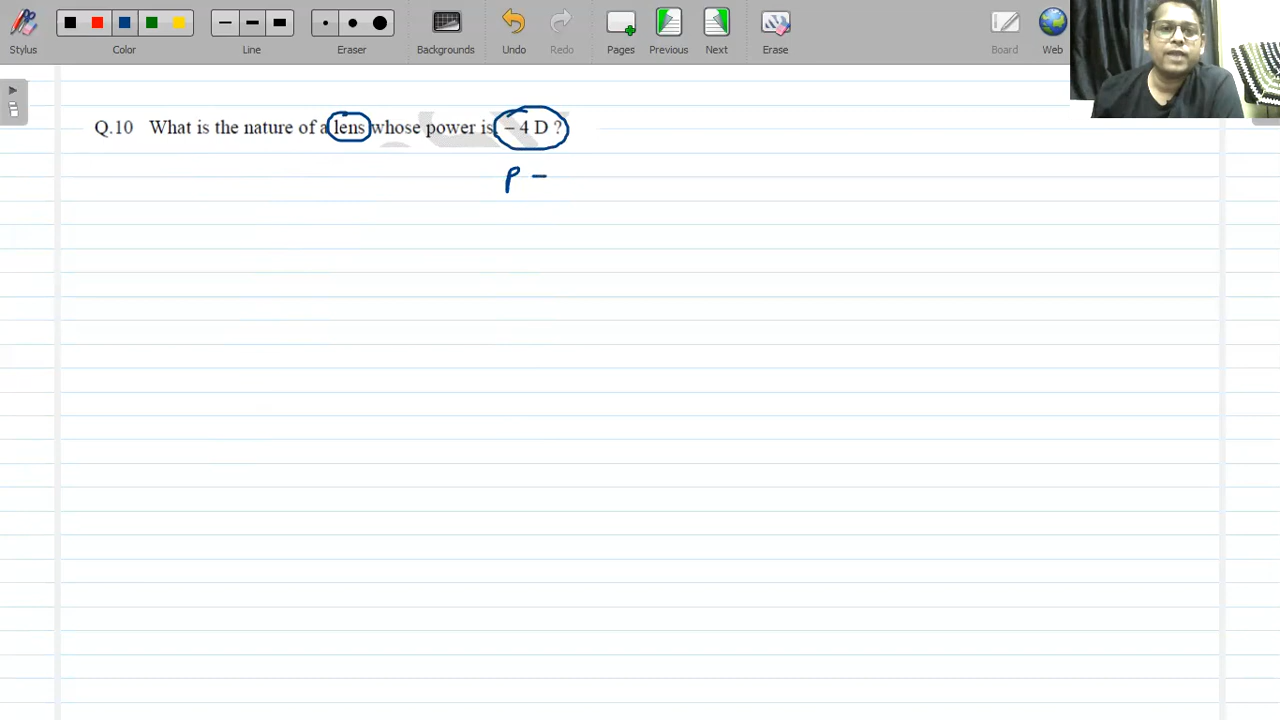 Stylus
Color
Line
Eraser
Backgrounds
Undo
Redo
Pages
Previous
Next
Erase
Board
Web
Q.10 What is the nature of a lens whose power is – 4 D ?
P –